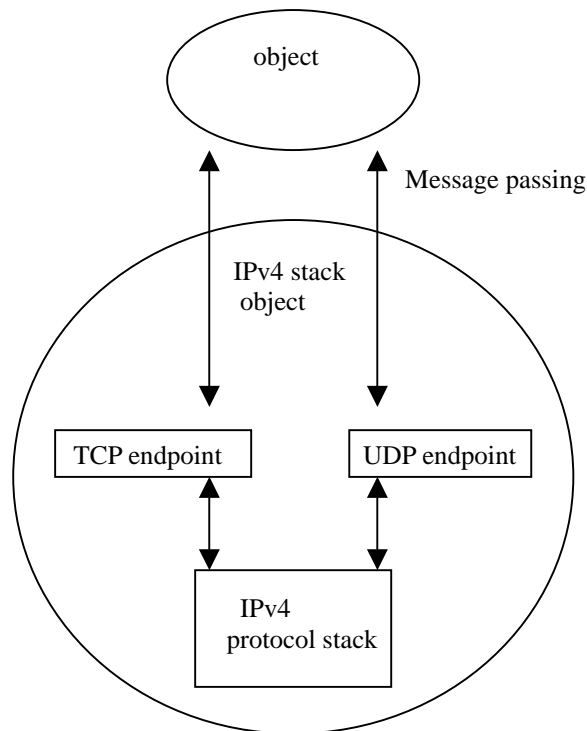 object
Message passing
IPv4 stack
object
TCP endpoint
UDP endpoint
IPv4
protocol stack